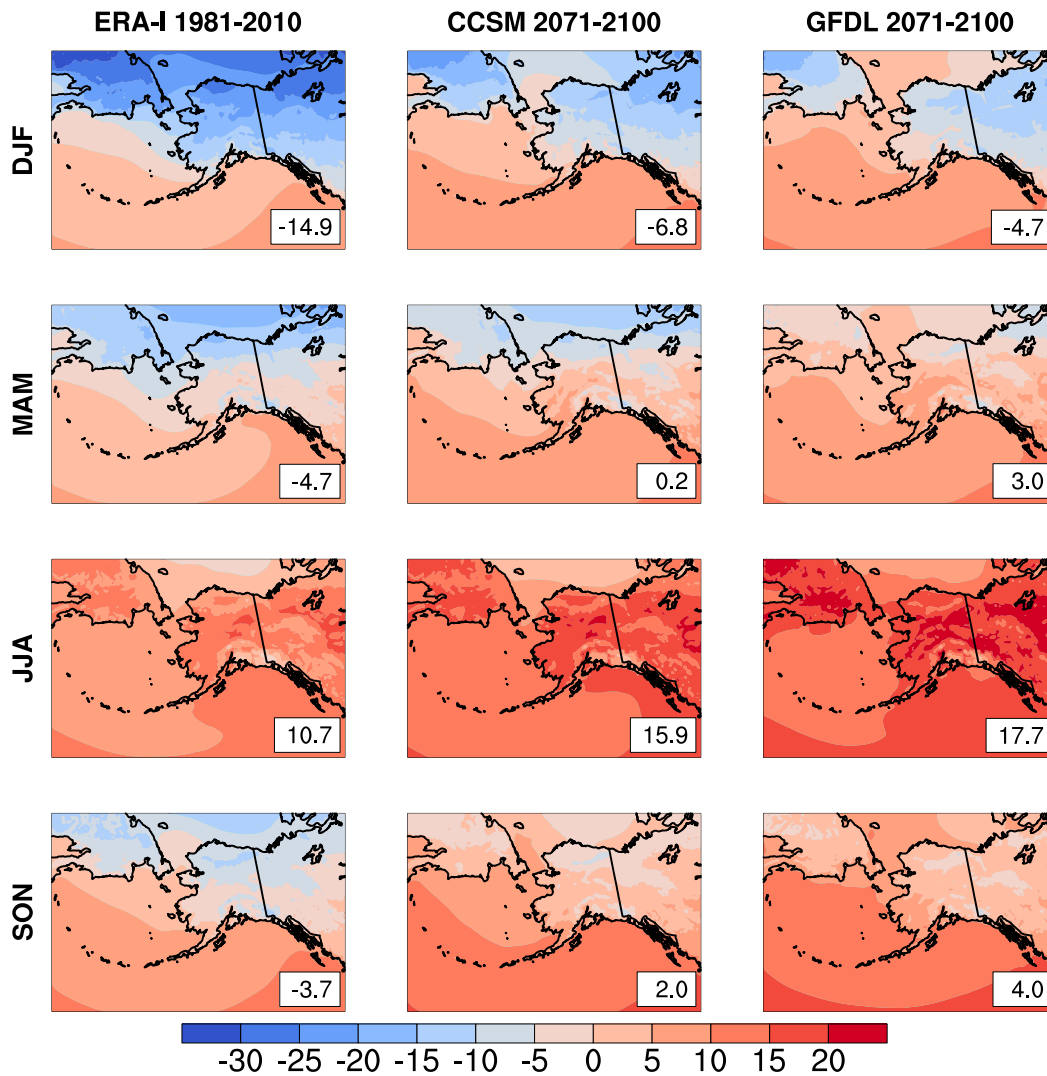 ERA-I 1981-2010 CCSM 2071-2100 GFDL 2071-2100
DJF
-14.9 -6.8 -4.7
MAM
-4.7 0.2 3.0
JJA
10.7 15.9 17.7
SON
-3.7 2.0 4.0
-30 -25 -20 -15 -10 -5 0 5 10 15 20